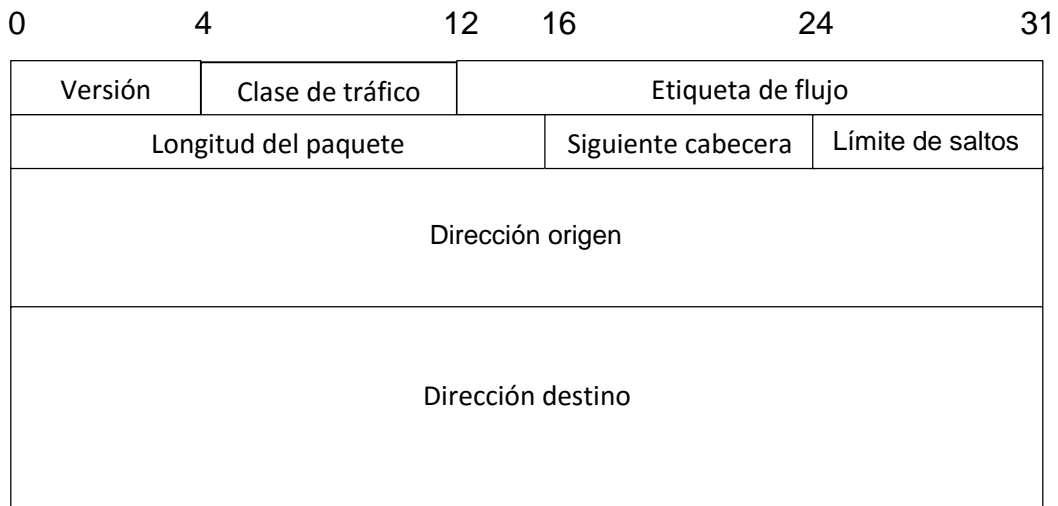 0 4 12 16 24 31
Versión Clase de tráfico Etiqueta de flujo
Longitud del paquete Siguiente cabecera Límite de saltos
Dirección origen
Dirección destino